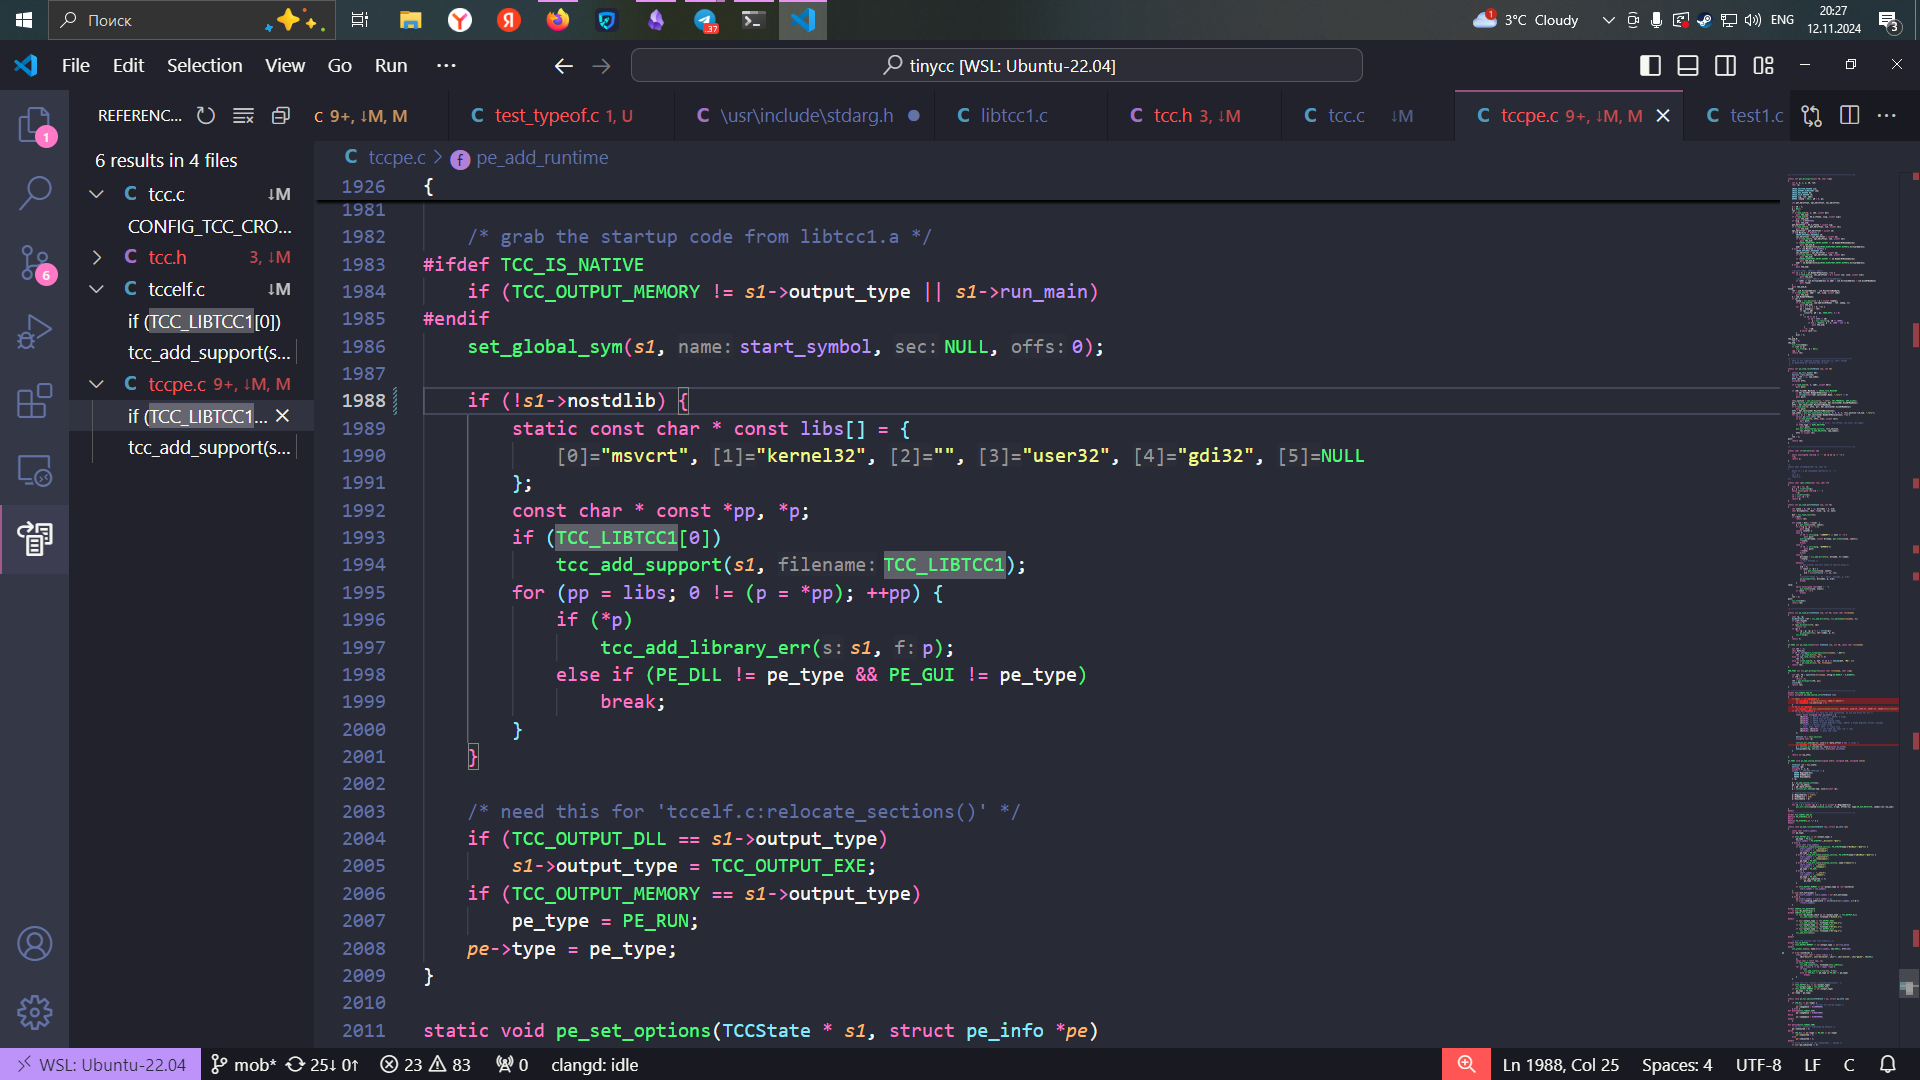 Поиск
37
1
3°C Cloudy
ENG
20:27
12.11.2024
3
File Edit Selection View Go Run ···
tinycc [WSL: Ubuntu-22.04]
REFERENC...
c 9+, ↓M, M
C test_typeof.c 1, U
C \usr\include\stdarg.h ●
C libtcc1.c
C tcc.h 3, ↓M
C tcc.c ↓M
C tccpe.c 9+, ↓M, M
C test1.c
1
6
6 results in 4 files
C tcc.c ↓M
CONFIG_TCC_CRO...
C tcc.h 3, ↓M
C tccelf.c ↓M
if (TCC_LIBTCC1[0])
tcc_add_support(s...
C tccpe.c 9+, ↓M, M
if (TCC_LIBTCC1...
tcc_add_support(s...
C tccpe.c > f pe_add_runtime
1926 {
1981
1982 /* grab the startup code from libtcc1.a */
1983 #ifdef TCC_IS_NATIVE
1984 if (TCC_OUTPUT_MEMORY != s1->output_type || s1->run_main)
1985 #endif
1986 set_global_sym(s1, name: start_symbol, sec: NULL, offs: 0);
1987
1988 if (!s1->nostdlib) {
1989 static const char * const libs[] = {
1990 [0]="msvcrt", [1]="kernel32", [2]="", [3]="user32", [4]="gdi32", [5]=NULL
1991 };
1992 const char * const *pp, *p;
1993 if (TCC_LIBTCC1[0])
1994 tcc_add_support(s1, filename: TCC_LIBTCC1);
1995 for (pp = libs; 0 != (p = *pp); ++pp) {
1996 if (*p)
1997 tcc_add_library_err(s: s1, f: p);
1998 else if (PE_DLL != pe_type && PE_GUI != pe_type)
1999 break;
2000 }
2001 }
2002
2003 /* need this for 'tccelf.c:relocate_sections()' */
2004 if (TCC_OUTPUT_DLL == s1->output_type)
2005 s1->output_type = TCC_OUTPUT_EXE;
2006 if (TCC_OUTPUT_MEMORY == s1->output_type)
2007 pe_type = PE_RUN;
2008 pe->type = pe_type;
2009 }
2010
2011 static void pe_set_options(TCCState * s1, struct pe_info *pe)
WSL: Ubuntu-22.04 mob* 25↓ 0↑ 23 83 0 clangd: idle
Ln 1988, Col 25 Spaces: 4 UTF-8 LF C